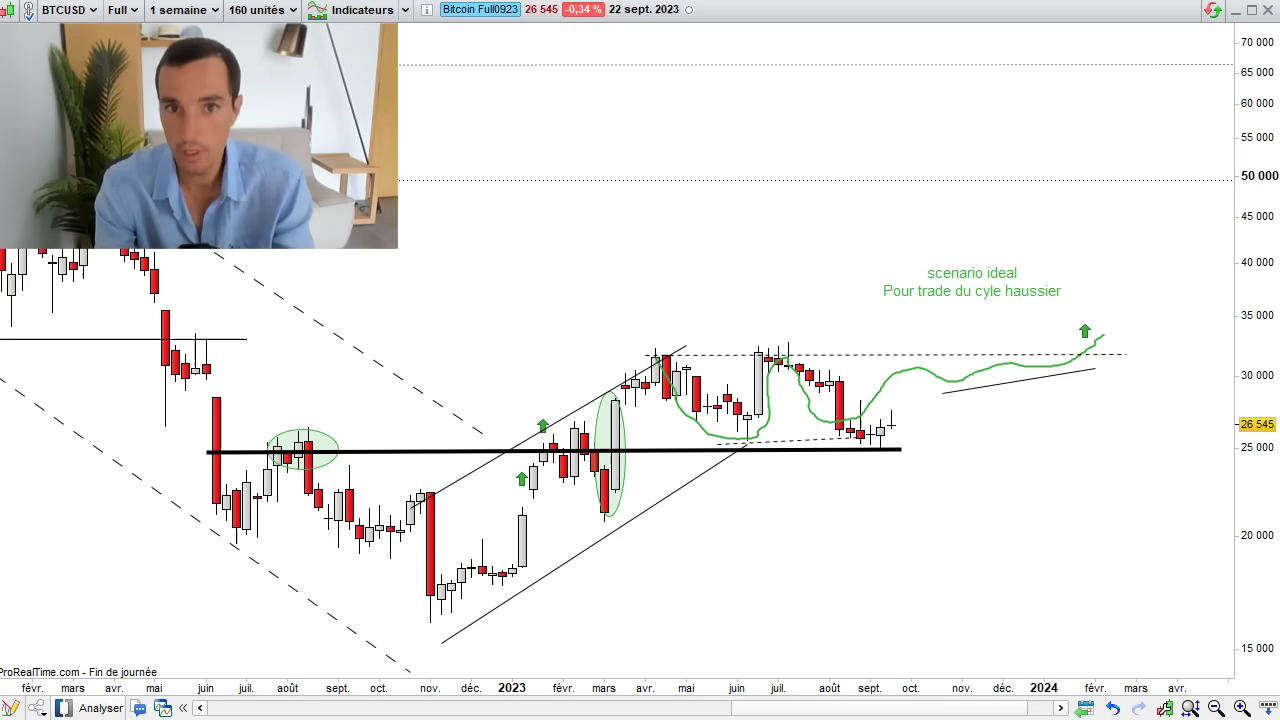 BTCUSD Full 1 semaine 160 unités Indicateurs Bitcoin Full0923 26 545 -0,34 % 22 sept. 2023
70 000
65 000
60 000
55 000
50 000
45 000
40 000
scenario ideal
Pour trade du cyle haussier
35 000
30 000
26 545
25 000
20 000
15 000
ProRealTime.com - Fin de journée
févr. mars avr. mai juin juil. août sept. oct. nov. déc. 2023 févr. mars avr. mai juin juil. août sept. oct. nov. déc. 2024 févr. mars avr.
Analyser